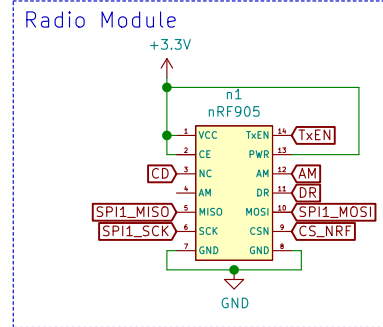 Radio Module
+3.3V
n1
nRF905
1 VCC TxEN 14 TxEN
2 CE PWR 13
CD 3 NC AM 12 AM
4 AM DR 11 DR
SPI1_MISO 5 MISO MOSI 10 SPI1_MOSI
SPI1_SCK 6 SCK CSN 9 CS_NRF
7 GND GND 8
GND